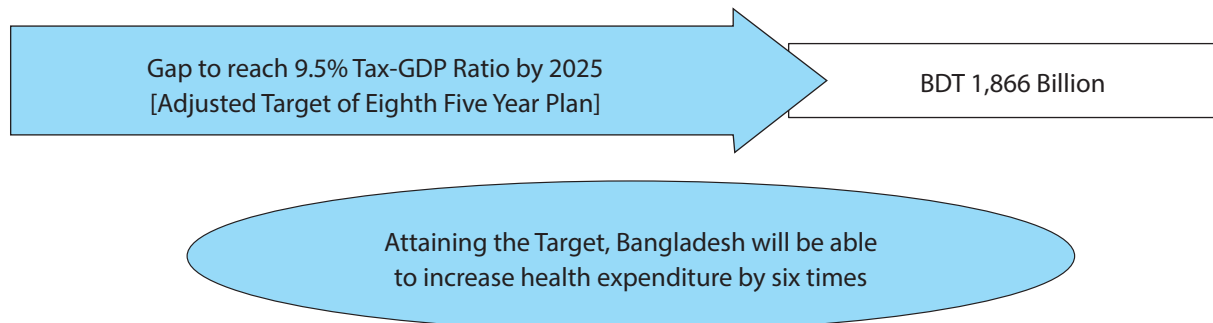 Gap to reach 9.5% Tax-GDP Ratio by 2025
[Adjusted Target of Eighth Five Year Plan]
BDT 1,866 Billion
Attaining the Target, Bangladesh will be able
to increase health expenditure by six times